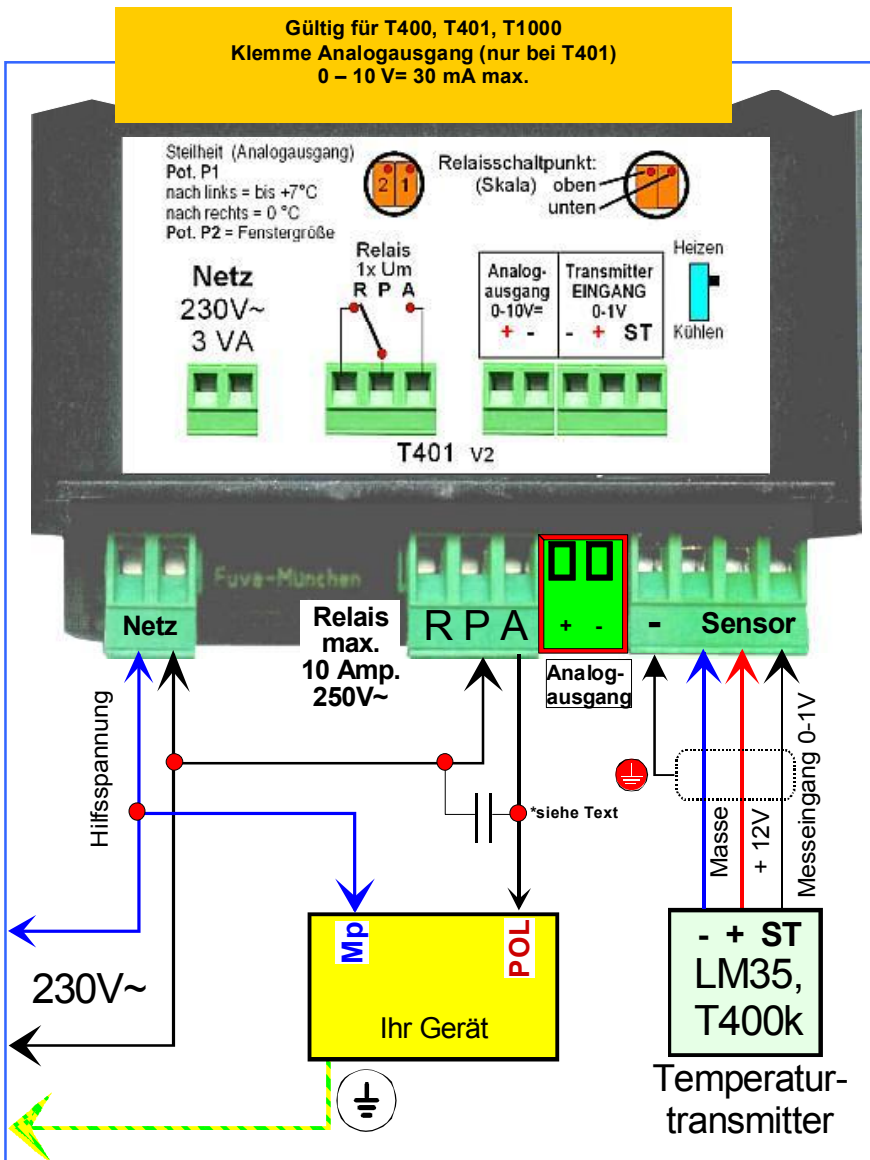 Gültig für T400, T401, T1000
Klemme Analogausgang (nur bei T401)
0 – 10 V= 30 mA max.
Steilheit (Analogausgang)
Pot. P1
nach links = bis +7°C
nach rechts = 0 °C
Pot. P2 = Fenstergröße
2 1
Relaisschaltpunkt:
(Skala) oben
unten
Netz
230V~
3 VA
Relais
1x Um
R P A
Analog-
ausgang
0-10V=
+ -
Transmitter
EINGANG
0-1V
- + ST
Heizen
Kühlen
T401 V2
Fuva-München
Netz
Relais
max.
10 Amp.
250V~
R P A
+ -
Analog-
ausgang
- Sensor
Hilfsspannung
*siehe Text
Masse
+ 12V
Messeingang 0-1V
230V~
Mp
POL
Ihr Gerät
- + ST
LM35,
T400k
Temperatur-
transmitter